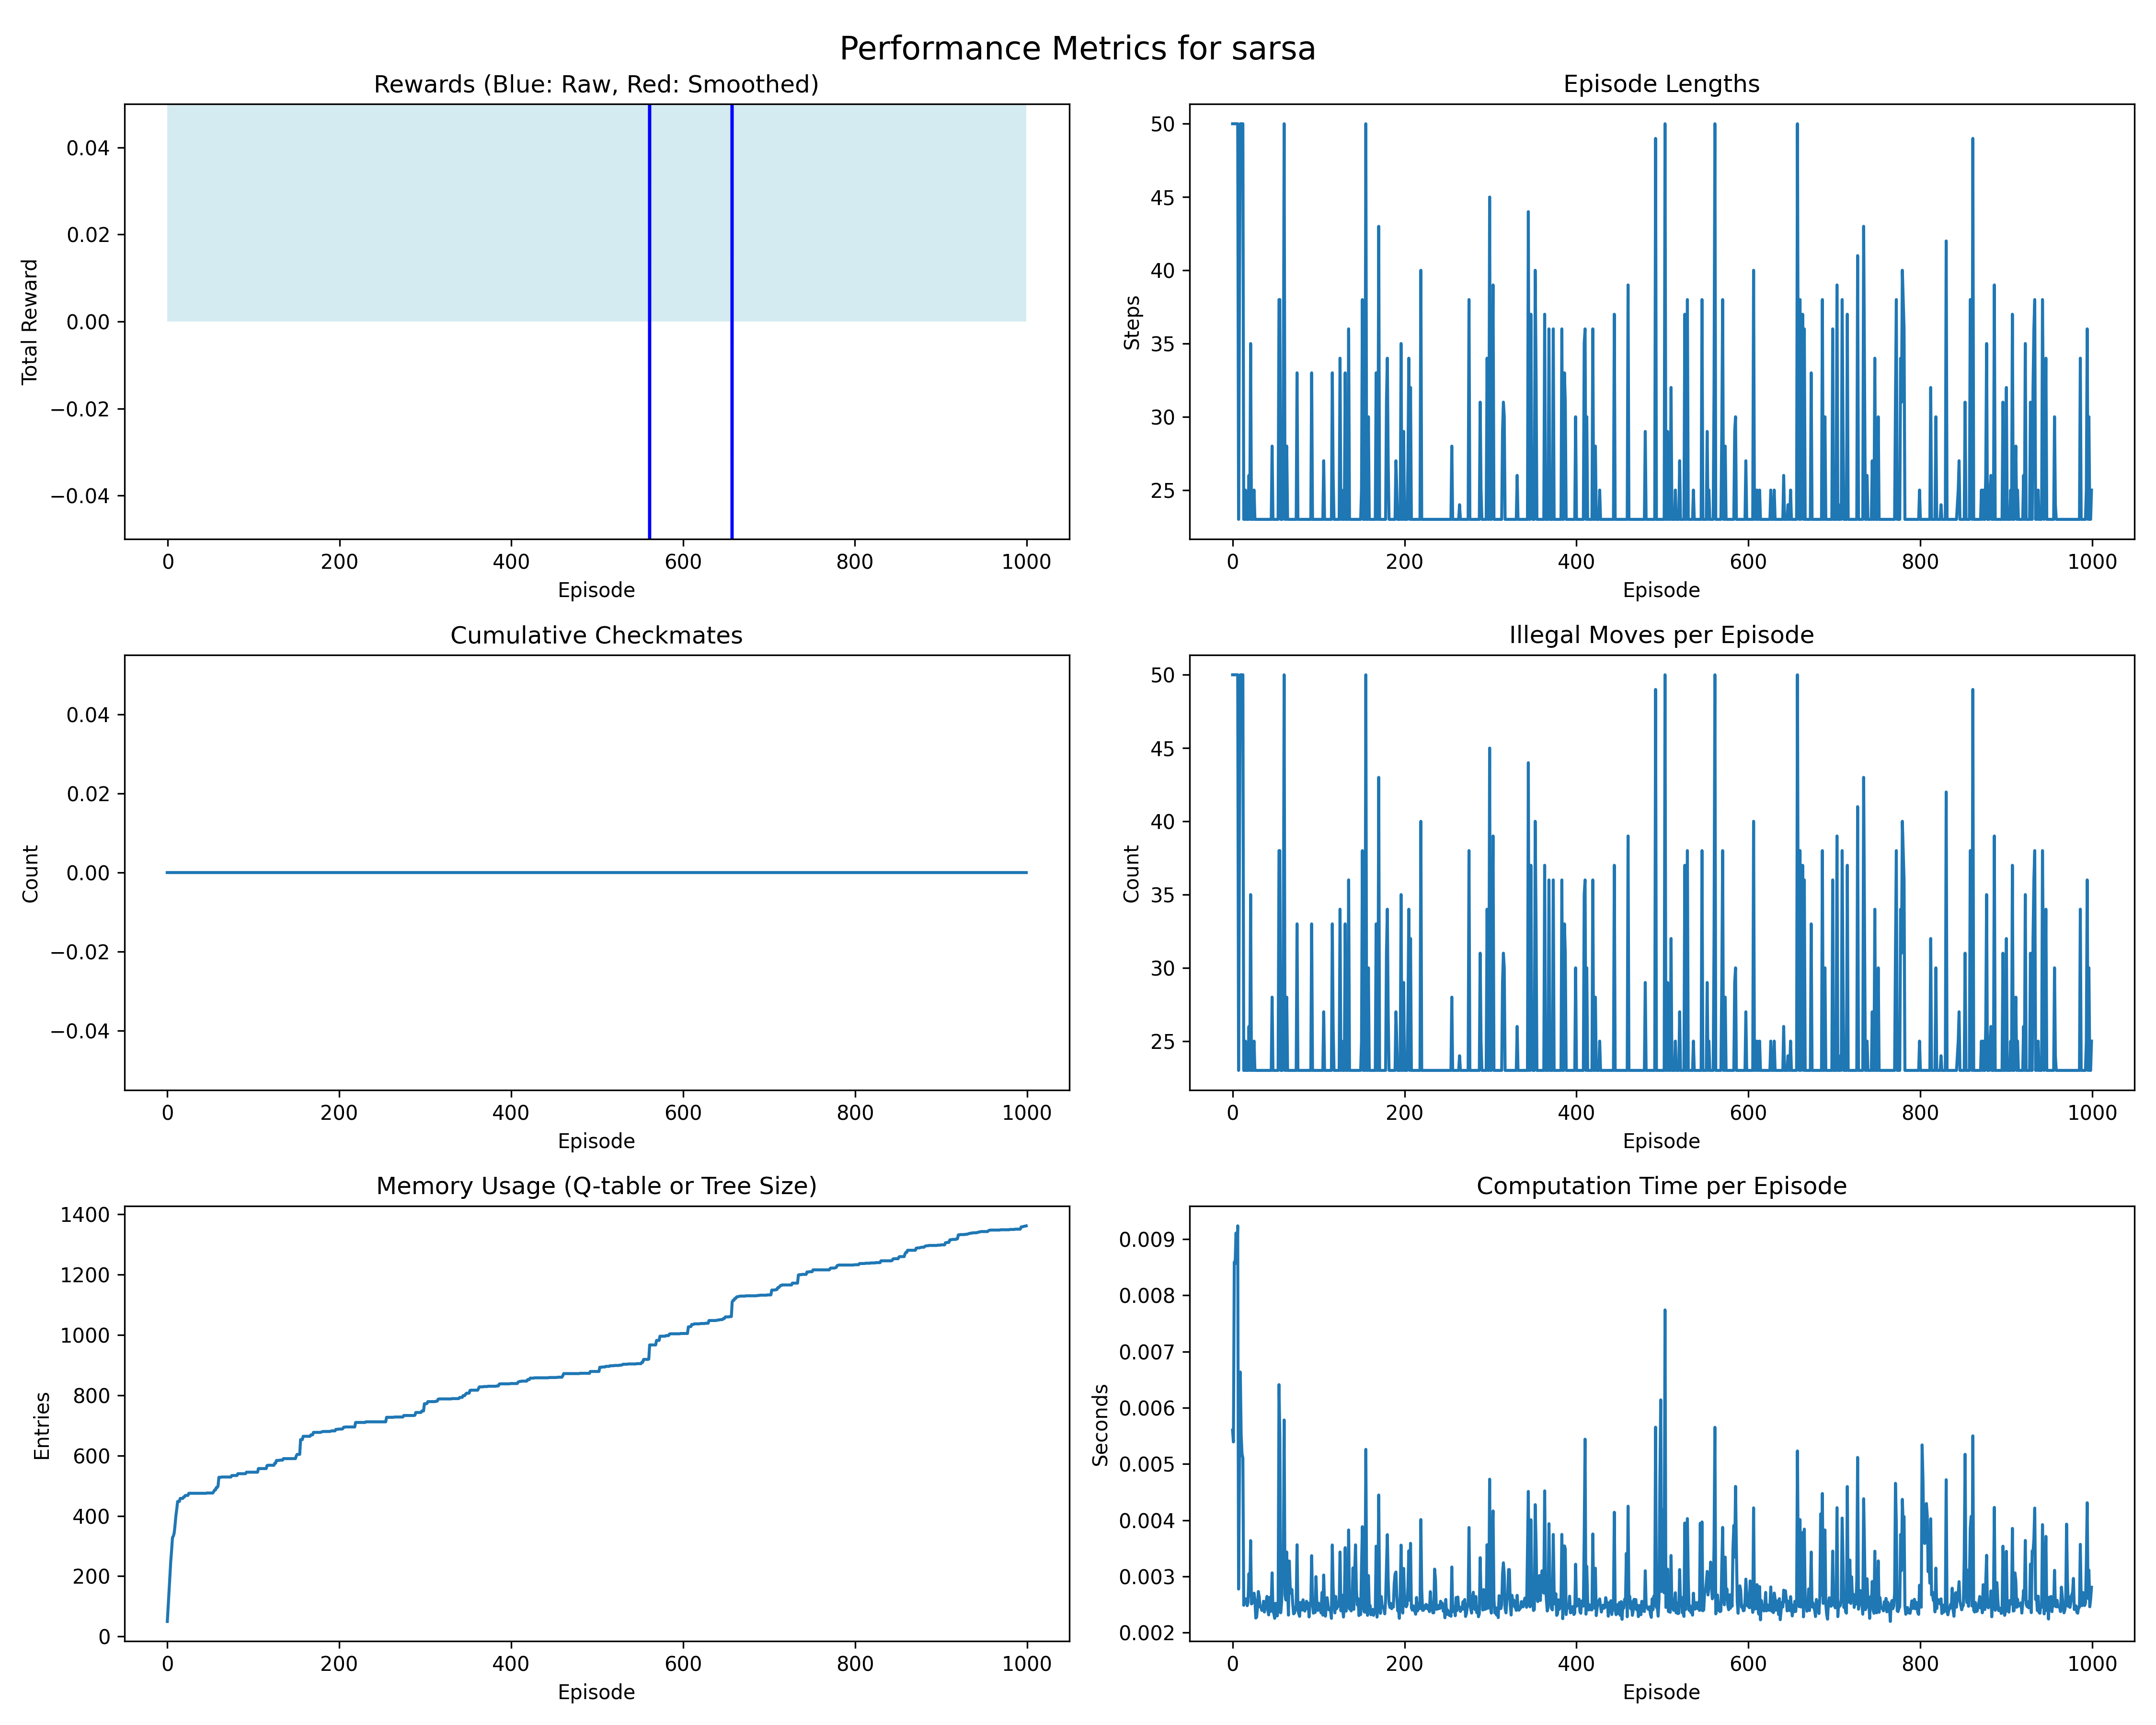 Performance Metrics for sarsa
Rewards (Blue: Raw, Red: Smoothed)
0.04
0.02
0.00
−0.02
−0.04
Total Reward
0 200 400 600 800 1000
Episode
Episode Lengths
50
45
40
35
30
25
Steps
0 200 400 600 800 1000
Episode
Cumulative Checkmates
0.04
0.02
0.00
−0.02
−0.04
Count
0 200 400 600 800 1000
Episode
Illegal Moves per Episode
50
45
40
35
30
25
Count
0 200 400 600 800 1000
Episode
Memory Usage (Q-table or Tree Size)
1400
1200
1000
800
600
400
200
0
Entries
0 200 400 600 800 1000
Episode
Computation Time per Episode
0.009
0.008
0.007
0.006
0.005
0.004
0.003
0.002
Seconds
0 200 400 600 800 1000
Episode